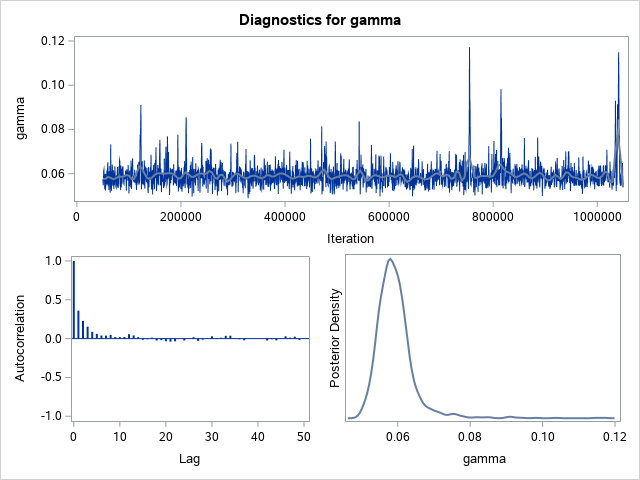 Diagnostics for gamma
gamma
0.12
0.10
0.08
0.06
0 200000 400000 600000 800000 1000000
Iteration
Autocorrelation
1.0
0.5
0.0
-0.5
-1.0
0 10 20 30 40 50
Lag
Posterior Density
0.06 0.08 0.10 0.12
gamma